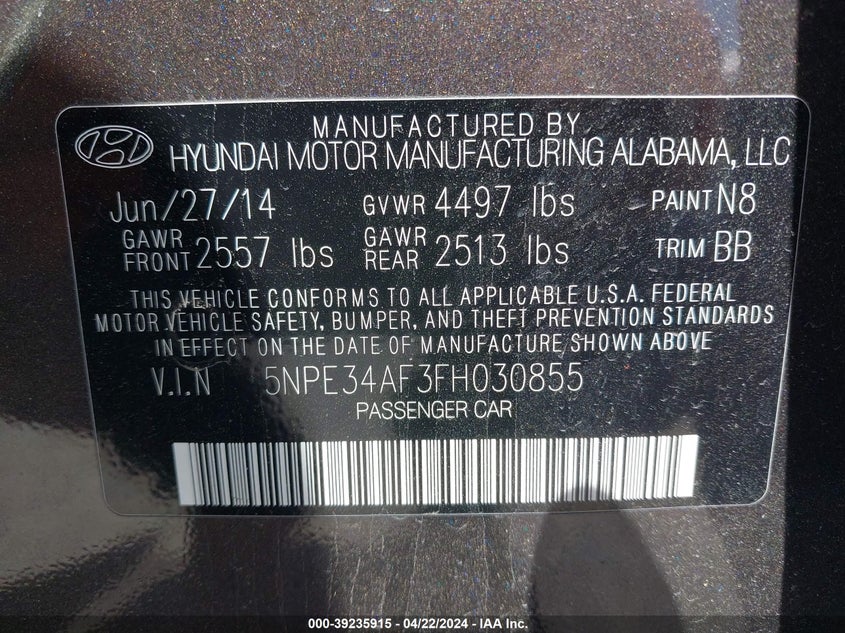 MANUFACTURED BY
HYUNDAI MOTOR MANUFACTURING ALABAMA, LLC
Jun/27/14 GVWR 4497 lbs PAINT N8
GAWR FRONT 2557 lbs GAWR REAR 2513 lbs TRIM BB
THIS VEHICLE CONFORMS TO ALL APPLICABLE U.S.A. FEDERAL
MOTOR VEHICLE SAFETY, BUMPER, AND THEFT PREVENTION STANDARDS
IN EFFECT ON THE DATE OF MANUFACTURE SHOWN ABOVE.
V.I.N 5NPE34AF3FH030855
PASSENGER CAR
000-39235915 - 04/22/2024 - IAA Inc.